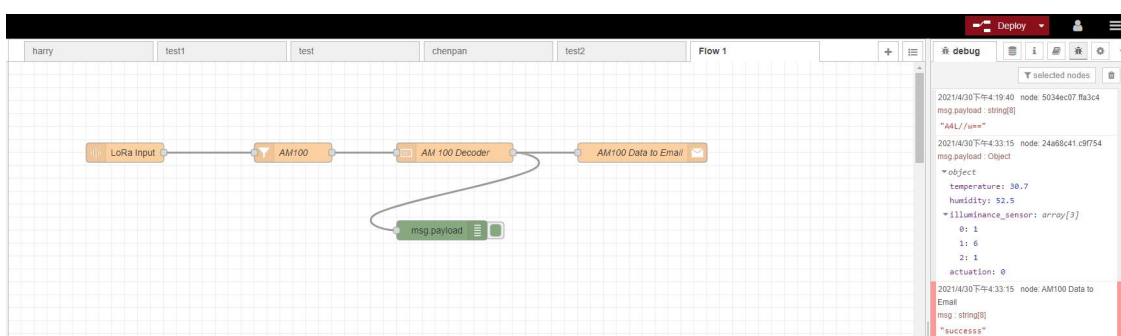 Deploy
harry
test1
test
chenpan
test2
Flow 1
debug
selected nodes
LoRa Input
AM100
AM 100 Decoder
AM100 Data to Email
msg.payload
2021/4/30下午4:19:40 node: 5034ec07.ffa3c4
msg.payload : string[8]
"A4L//w=="
2021/4/30下午4:33:15 node: 24a68c41.c9f754
msg.payload : Object
object
temperature: 30.7
humidity: 52.5
illuminance_sensor: array[3]
0: 1
1: 6
2: 1
actuation: 0
2021/4/30下午4:33:15 node: AM100 Data to
Email
msg : string[8]
"successs"